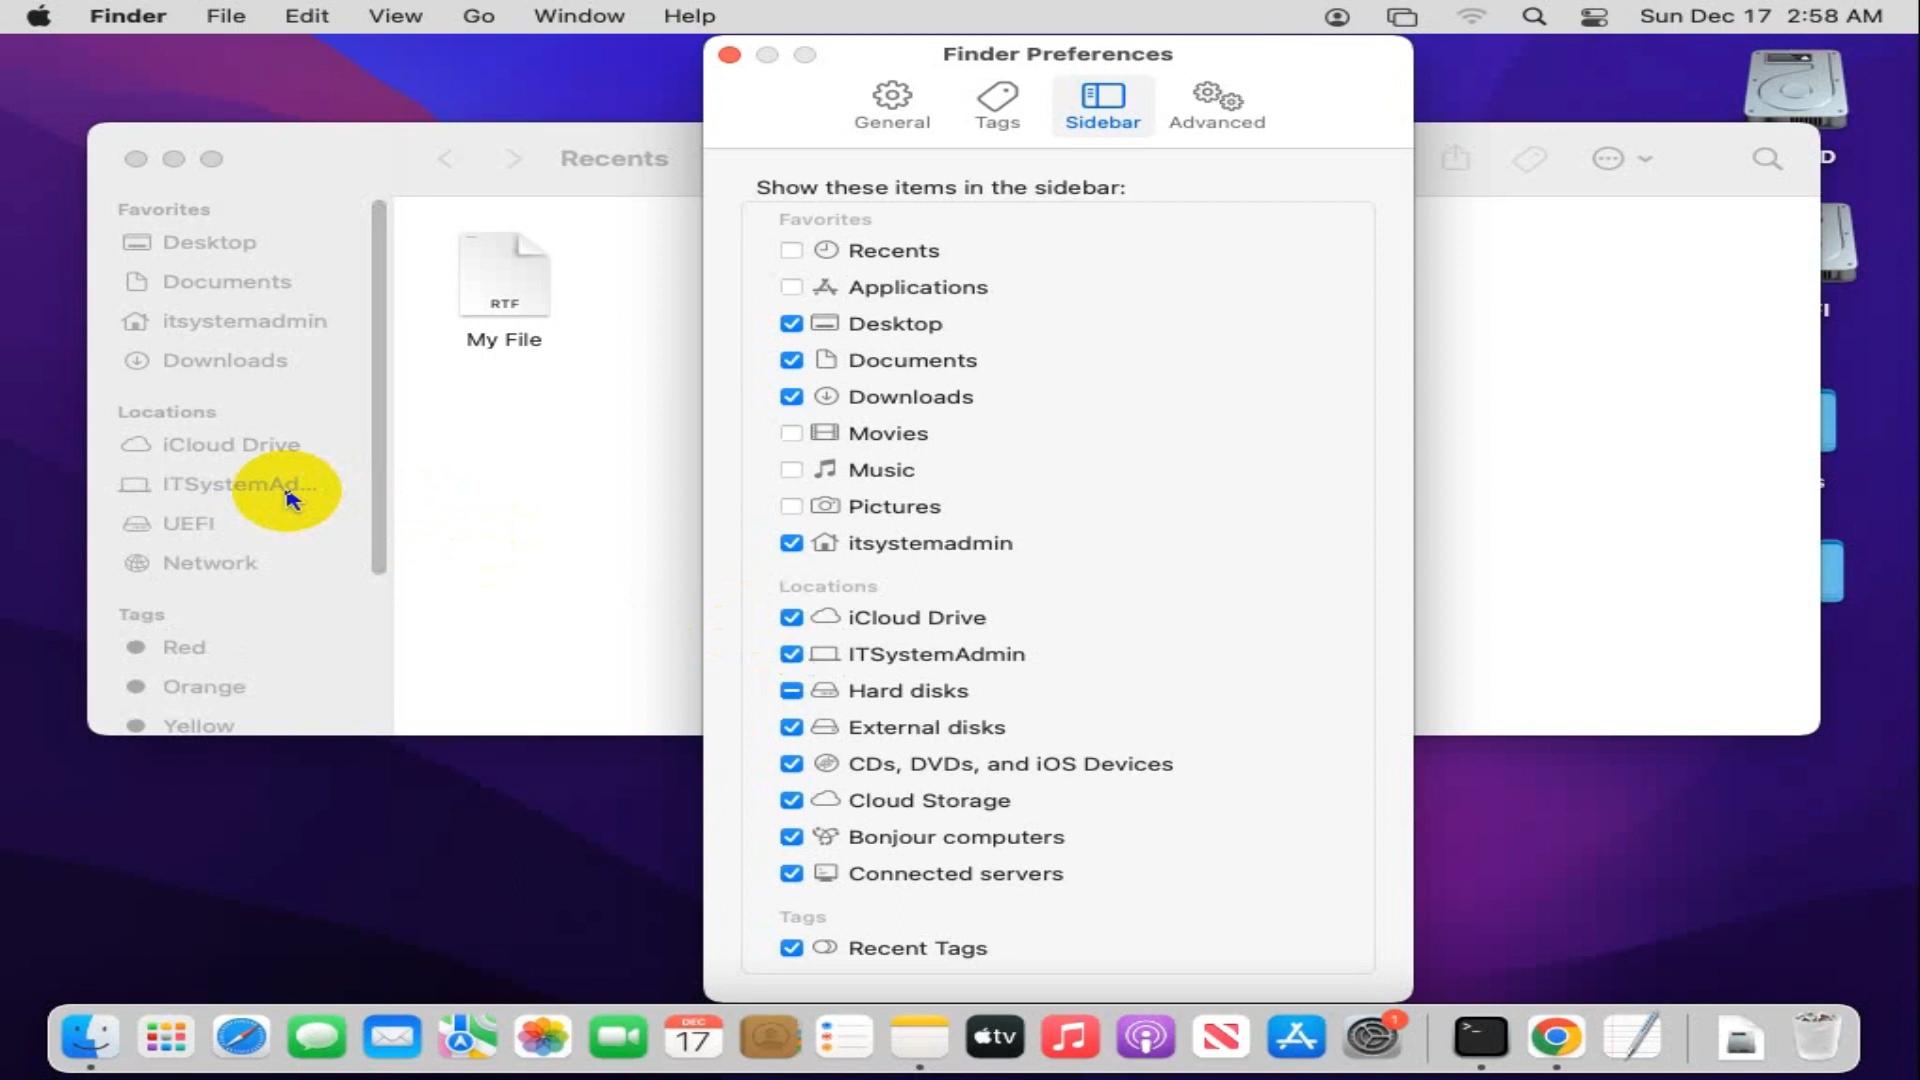 Finder File Edit View Go Window Help
Sun Dec 17 2:58 AM
Finder Preferences
General Tags Sidebar Advanced
Recents
Favorites
Desktop
Documents
itsystemadmin
Downloads
Locations
iCloud Drive
ITSystemAd...
UEFI
Network
Tags
Red
Orange
Yellow
RTF
My File
Show these items in the sidebar:
Favorites
Recents
Applications
Desktop
Documents
Downloads
Movies
Music
Pictures
itsystemadmin
Locations
iCloud Drive
ITSystemAdmin
Hard disks
External disks
CDs, DVDs, and iOS Devices
Cloud Storage
Bonjour computers
Connected servers
Tags
Recent Tags
D
I
s
DEC
17
tv
1